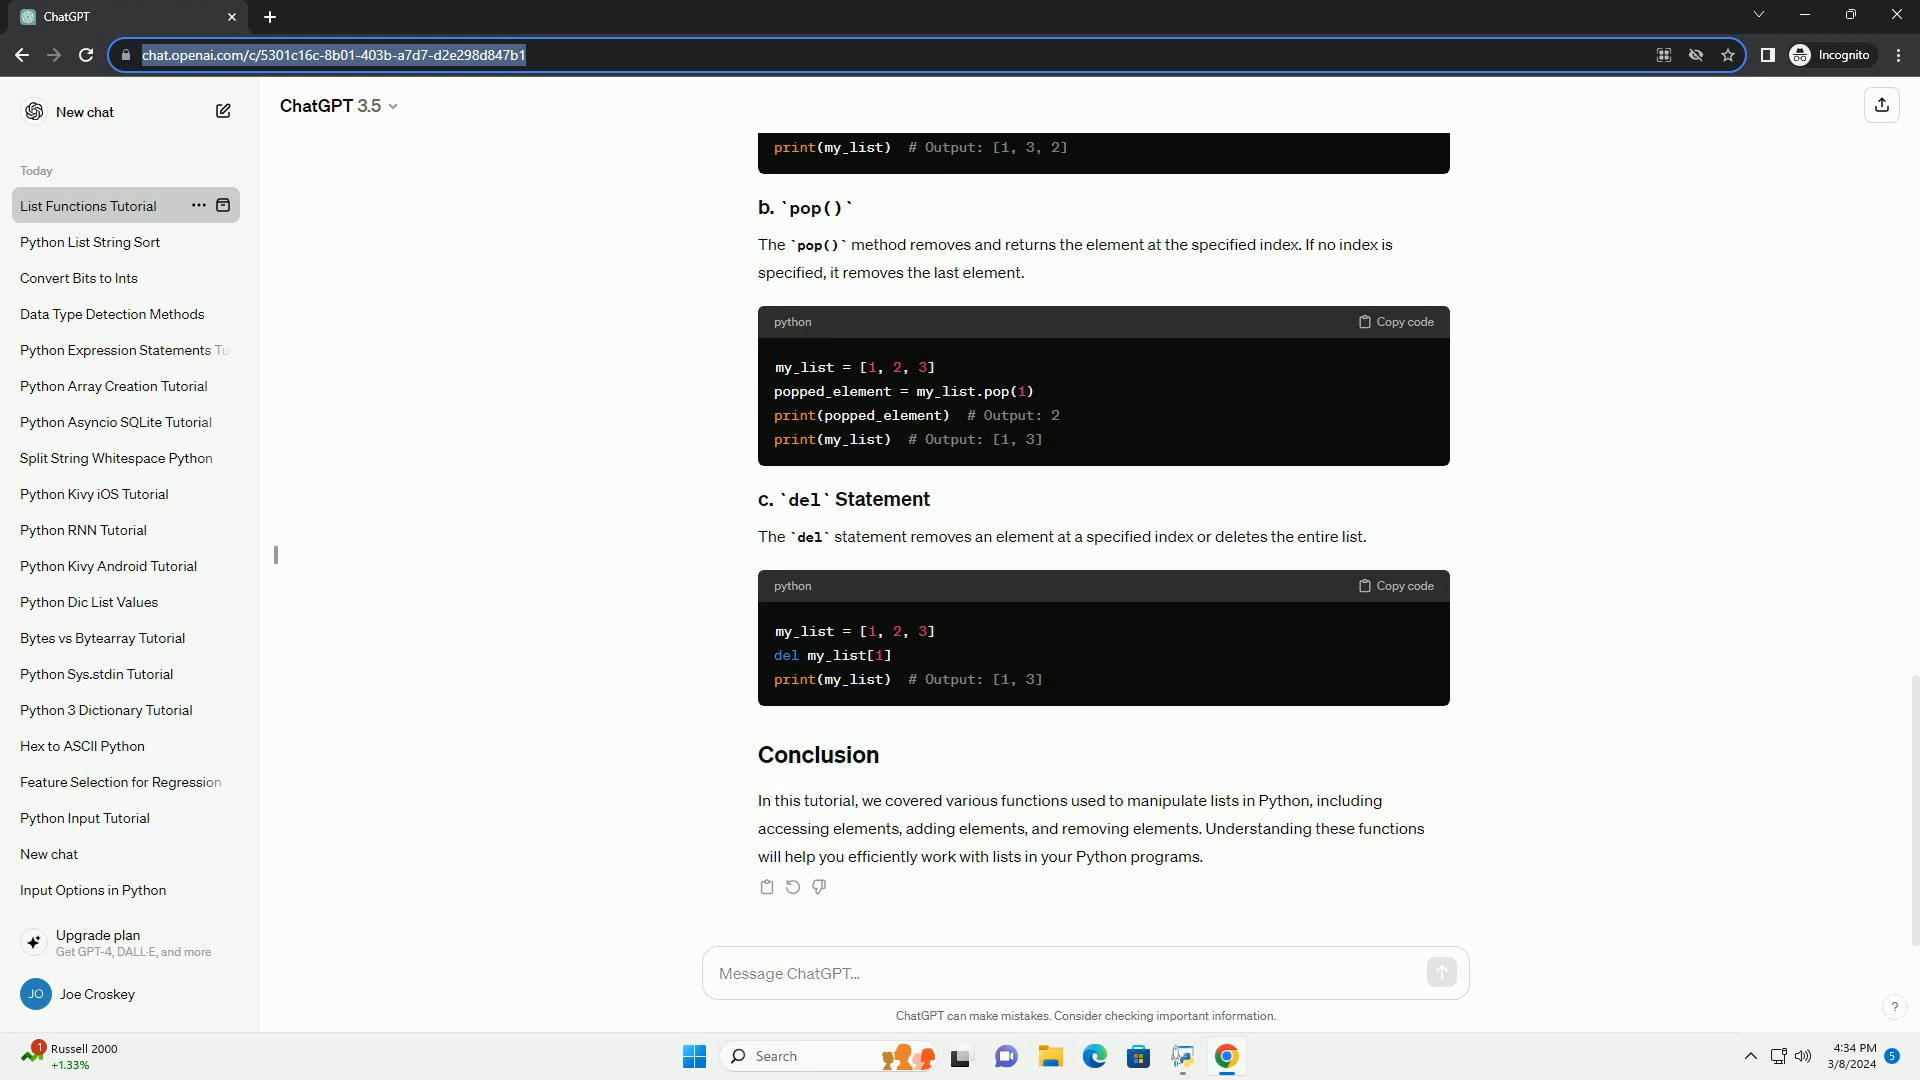 ChatGPT
chat.openai.com/c/5301c16c-8b01-403b-a7d7-d2e298d847b1
Incognito
New chat
Today
List Functions Tutorial
Python List String Sort
Convert Bits to Ints
Data Type Detection Methods
Python Expression Statements Tu
Python Array Creation Tutorial
Python Asyncio SQLite Tutorial
Split String Whitespace Python
Python Kivy iOS Tutorial
Python RNN Tutorial
Python Kivy Android Tutorial
Python Dic List Values
Bytes vs Bytearray Tutorial
Python Sys.stdin Tutorial
Python 3 Dictionary Tutorial
Hex to ASCII Python
Feature Selection for Regression
Python Input Tutorial
New chat
Input Options in Python
Upgrade plan
Get GPT-4, DALL·E, and more
JO Joe Croskey
ChatGPT 3.5
print(my_list)  # Output: [1, 3, 2]
b. `pop()`
The `pop()` method removes and returns the element at the specified index. If no index is
specified, it removes the last element.
python Copy code
my_list = [1, 2, 3]
popped_element = my_list.pop(1)
print(popped_element)  # Output: 2
print(my_list)  # Output: [1, 3]
c. `del` Statement
The `del` statement removes an element at a specified index or deletes the entire list.
python Copy code
my_list = [1, 2, 3]
del my_list[1]
print(my_list)  # Output: [1, 3]
Conclusion
In this tutorial, we covered various functions used to manipulate lists in Python, including
accessing elements, adding elements, and removing elements. Understanding these functions
will help you efficiently work with lists in your Python programs.
Message ChatGPT...
ChatGPT can make mistakes. Consider checking important information.
?
1 Russell 2000
+1.33%
Search
4:34 PM
3/8/2024
5